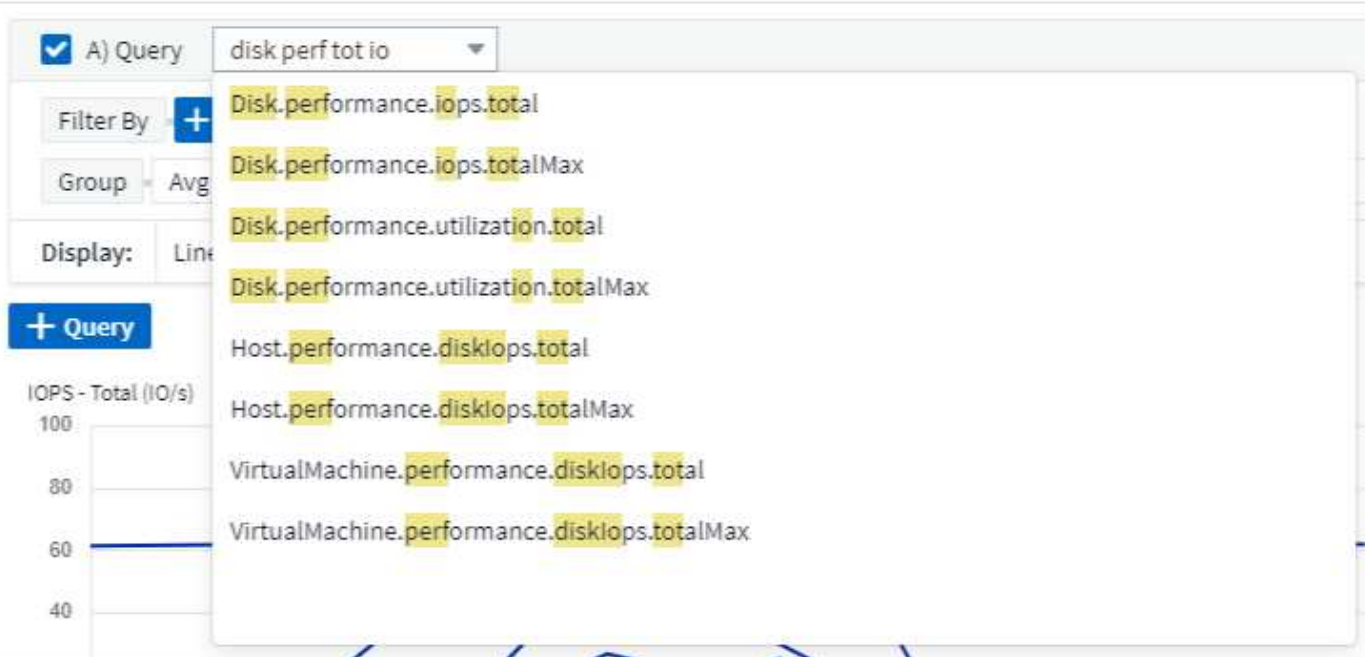 A) Query disk perf tot io
Disk.performance.iops.total
Filter By +
Disk.performance.iops.totalMax
Group Avg
Disk.performance.utilization.total
Display: Line
Disk.performance.utilization.totalMax
+ Query
Host.performance.diskIops.total
IOPS - Total (IO/s)
Host.performance.diskIops.totalMax
100
VirtualMachine.performance.diskIops.total
80
VirtualMachine.performance.diskIops.totalMax
60
40